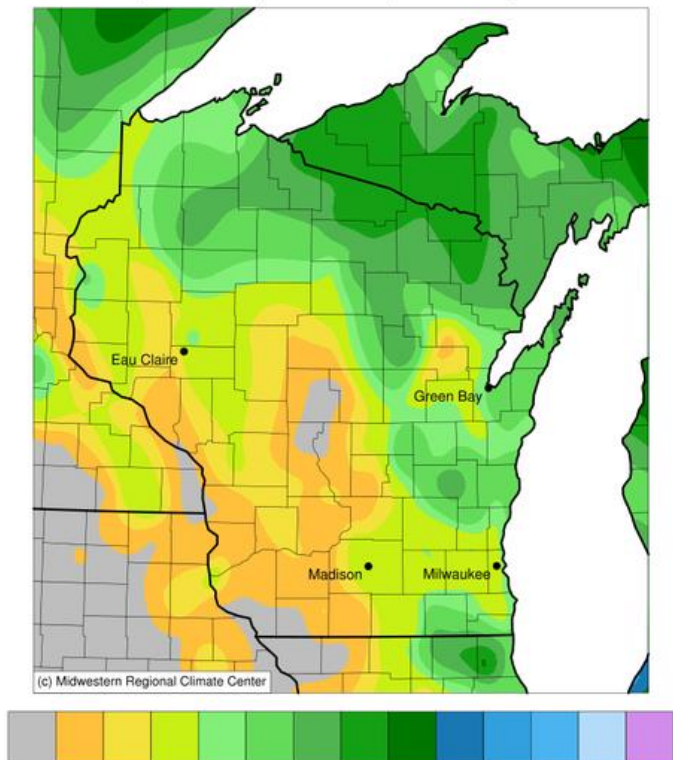 Eau Claire
Green Bay
Madison
Milwaukee
(c) Midwestern Regional Climate Center